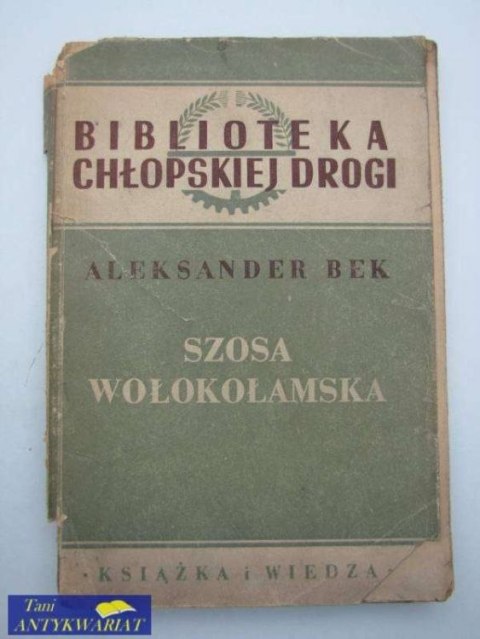 BIBLIOTEKA
CHŁOPSKIEJ DROGI
ALEKSANDER BEK
SZOSA
WOŁOKOŁAMSKA
· KSIĄŻKA i WIEDZA ·
Tani
ANTYKWARIAT